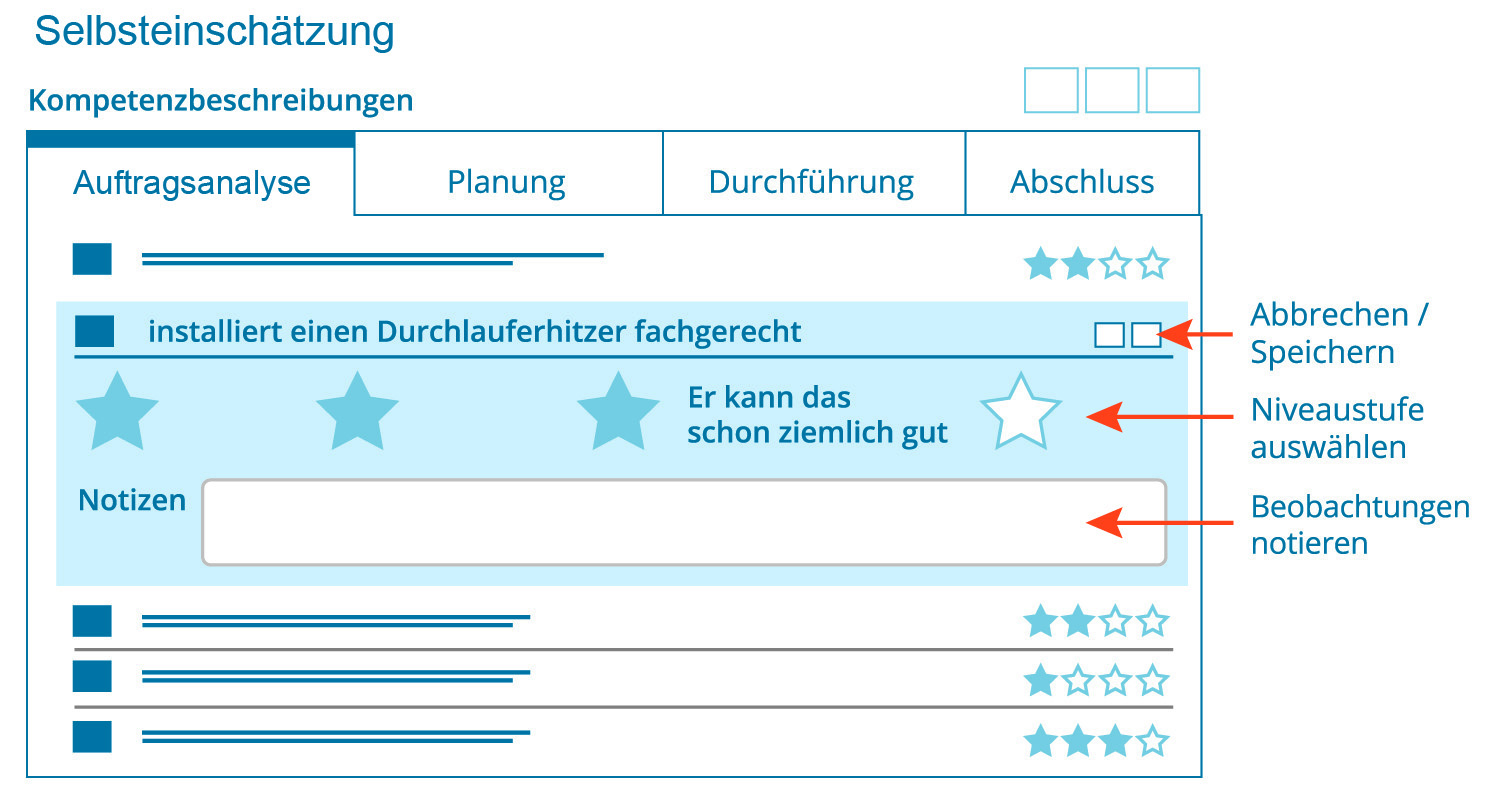 Selbsteinschätzung
Kompetenzbeschreibungen
Auftragsanalyse
Planung
Durchführung
Abschluss
installiert einen Durchlauferhitzer fachgerecht
Abbrechen /
Speichern
Er kann das
schon ziemlich gut
Niveaustufe
auswählen
Notizen
Beobachtungen
notieren